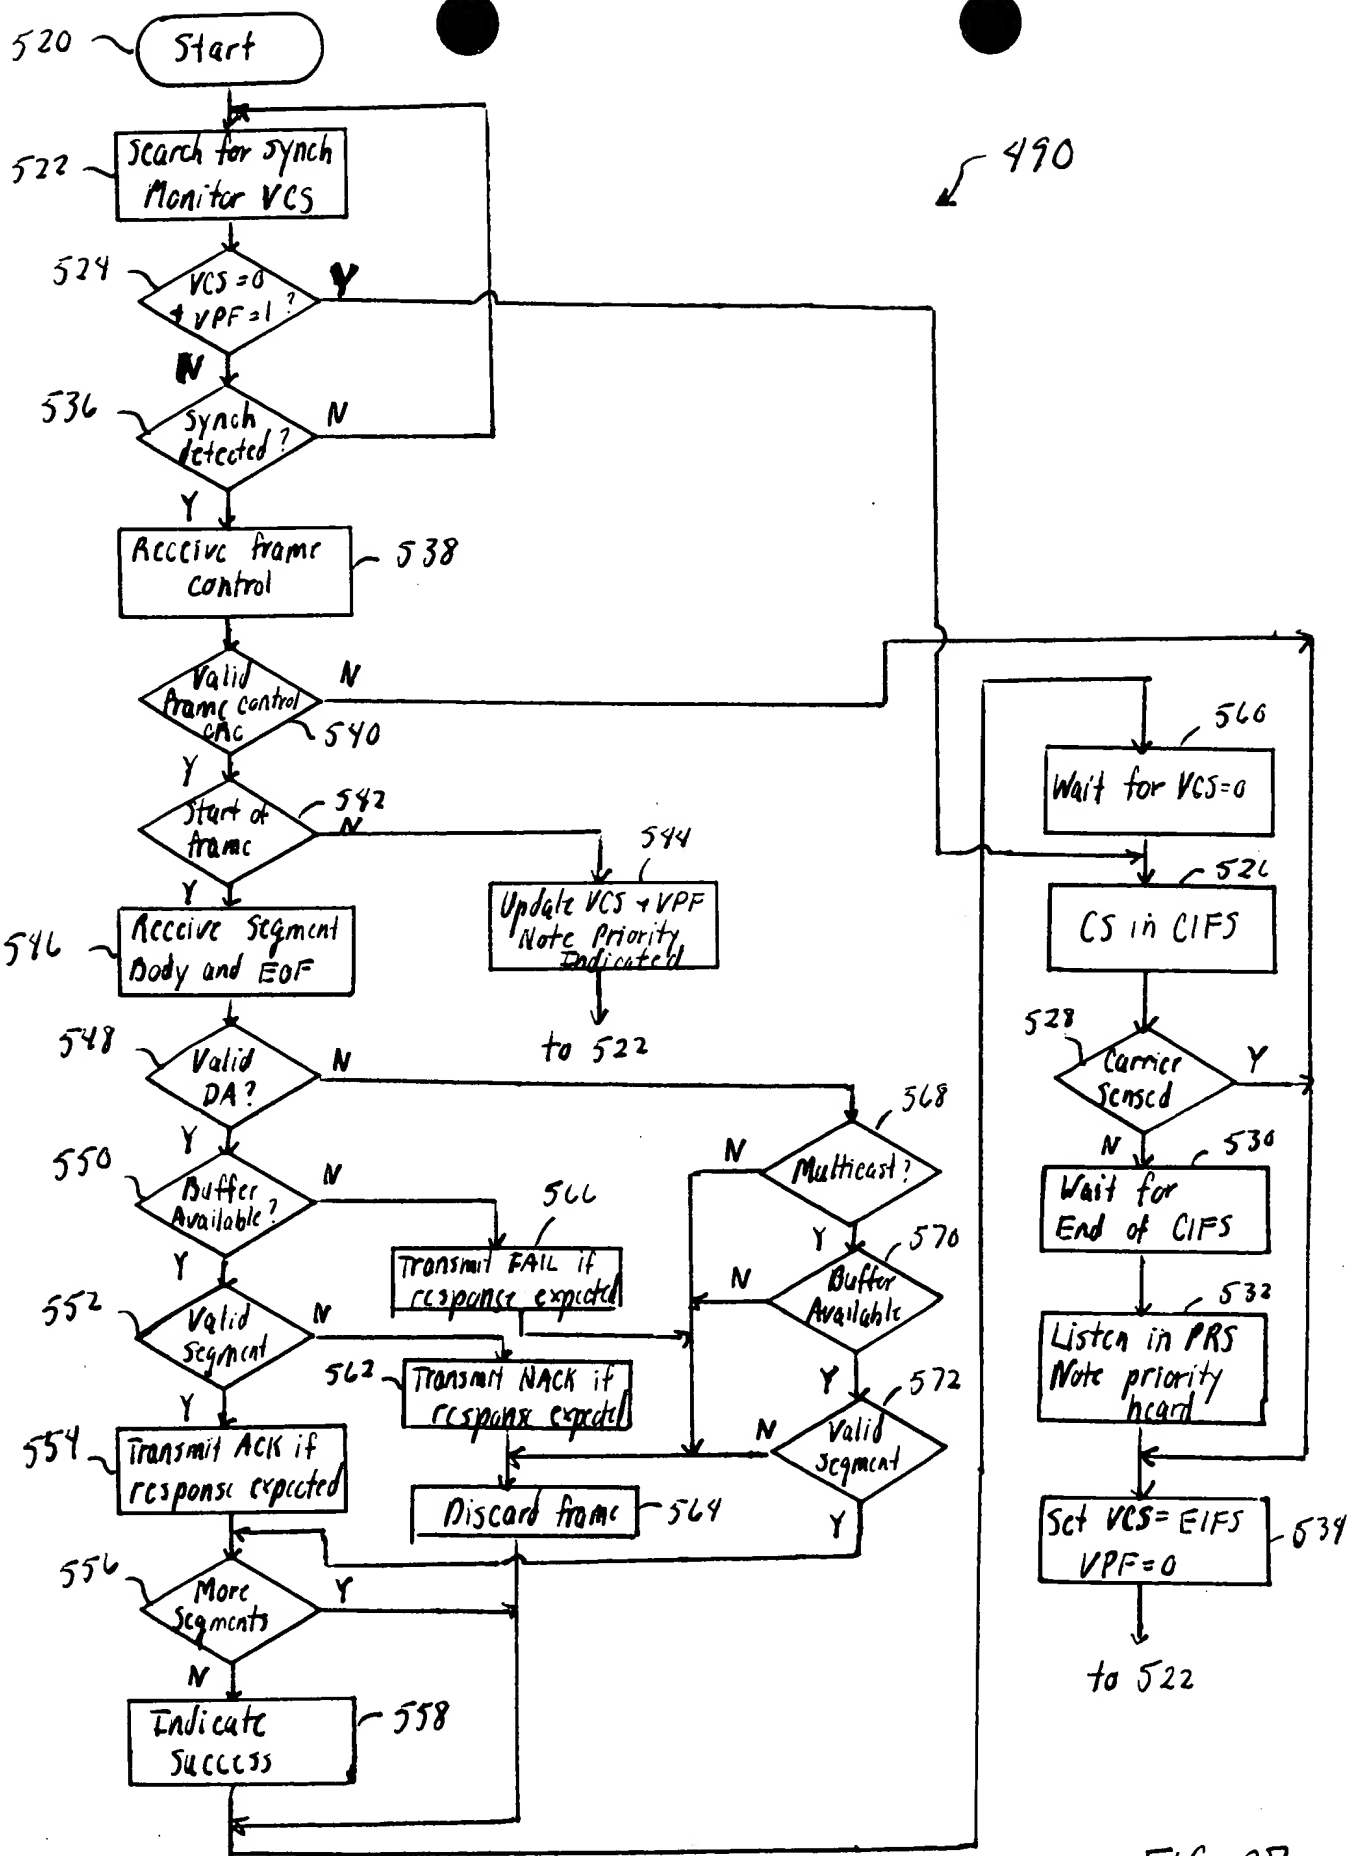 520
Start
522
Search for synch
Monitor VCS
490
524
VCS=0
+ VPF=1?
Y
N
536
Synch
detected?
N
Y
Receive frame
control
538
Valid
frame control
CRC
N
540
Y
Start of
frame
542
N
Y
544
Update VCS + VPF
Note Priority
Indicated
to 522
546
Receive Segment
Body and EOF
548
Valid
DA?
N
Y
550
Buffer
Available?
N
Y
566
Transmit FAIL if
response expected
552
Valid
segment
N
Y
562
Transmit NACK if
response expected
554
Transmit ACK if
response expected
Discard frame
564
556
More
Segments
Y
N
Indicate
Success
558
568
Multicast?
N
Y
570
Buffer
Available
N
Y
572
Valid
segment
N
Y
560
Wait for VCS=0
526
CS in CIFS
528
Carrier
Sensed
Y
N
530
Wait for
End of CIFS
532
Listen in PRS
Note priority
heard
Set VCS=EIFS
VPF=0
534
to 522